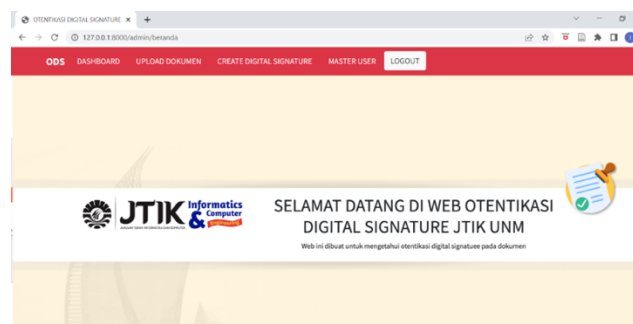 OTENTIKASI DIGITAL SIGNATURE
127.0.0.1:8000/admin/beranda
ODS DASHBOARD UPLOAD DOKUMEN CREATE DIGITAL SIGNATURE MASTER USER LOGOUT
JTIK Informatics & Computer
SELAMAT DATANG DI WEB OTENTIKASI
DIGITAL SIGNATURE JTIK UNM
Web ini dibuat untuk mengetahui otentikasi digital signatuee pada dokumen